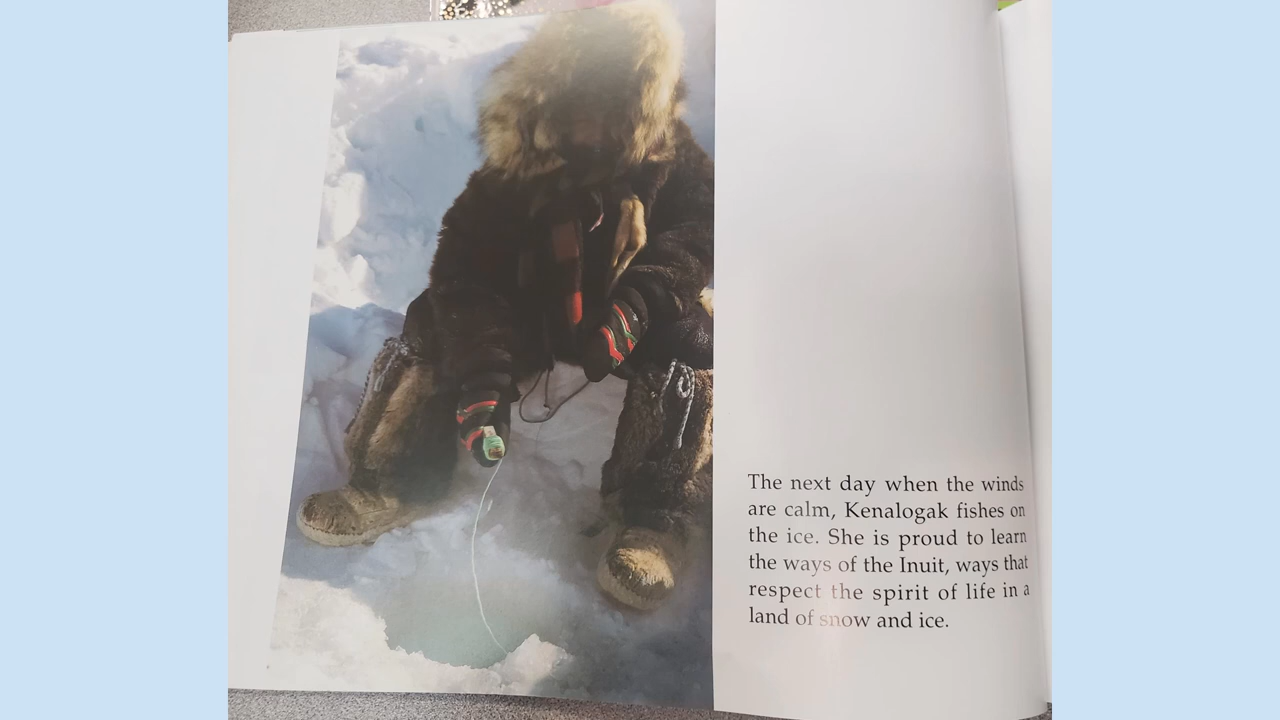 The next day when the winds
are calm, Kenalogak fishes on
the ice. She is proud to learn
the ways of the Inuit, ways that
respect the spirit of life in a
land of snow and ice.